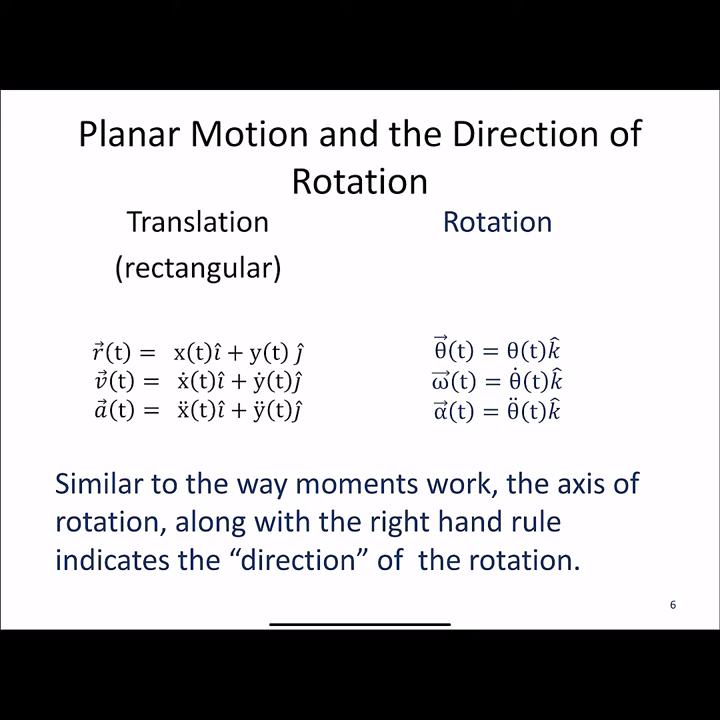 Planar Motion and the Direction of
Rotation
Translation
(rectangular)
r⃗(t) = x(t)î + y(t) ĵ
v⃗(t) = ẋ(t)î + ẏ(t)ĵ
a⃗(t) = ẍ(t)î + ÿ(t)ĵ
Rotation
θ⃗(t) = θ(t)k̂
ω⃗(t) = θ̇(t)k̂
α⃗(t) = θ̈(t)k̂
Similar to the way moments work, the axis of
rotation, along with the right hand rule
indicates the “direction” of the rotation.
6